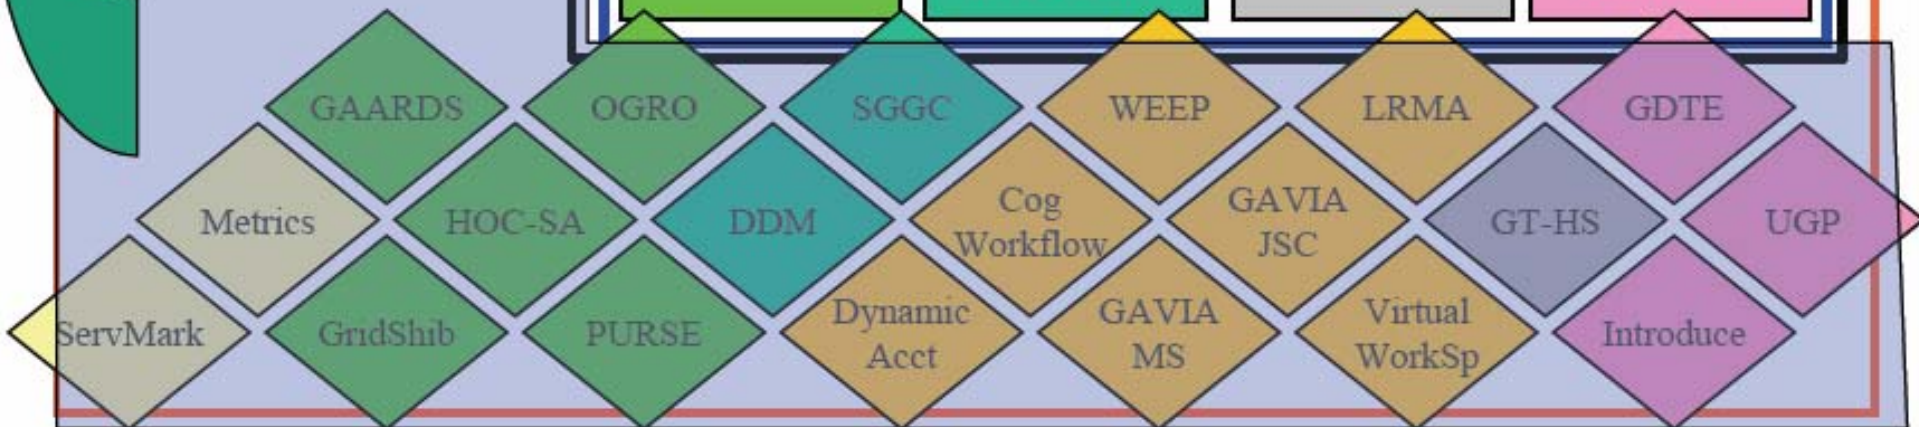 GAARDS
OGRO
SGGC
WEEP
LRMA
GDTE
Metrics
HOC-SA
DDM
Cog
Workflow
GAVIA
JSC
GT-HS
UGP
ServMark
GridShib
PURSE
Dynamic
Acct
GAVIA
MS
Virtual
WorkSp
Introduce